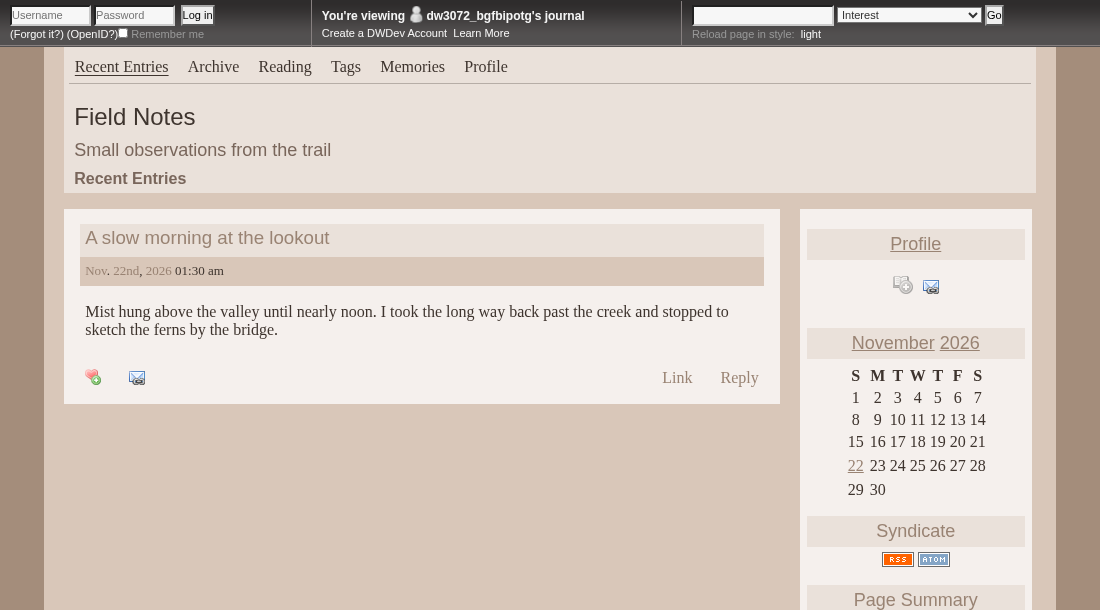 Username Password Log in
(Forgot it?) (OpenID?) Remember me
You're viewing dw3072_bgfbipotg's journal
Create a DWDev Account Learn More
Interest Go
Reload page in style: light
Recent Entries Archive Reading Tags Memories Profile
Field Notes
Small observations from the trail
Recent Entries
A slow morning at the lookout
Nov. 22nd, 2026 01:30 am
Mist hung above the valley until nearly noon. I took the long way back past the creek and stopped to
sketch the ferns by the bridge.
Link Reply
Profile
November 2026
S M T W T F S
1 2 3 4 5 6 7
8 9 10 11 12 13 14
15 16 17 18 19 20 21
22 23 24 25 26 27 28
29 30
Syndicate
RSS ATOM
Page Summary